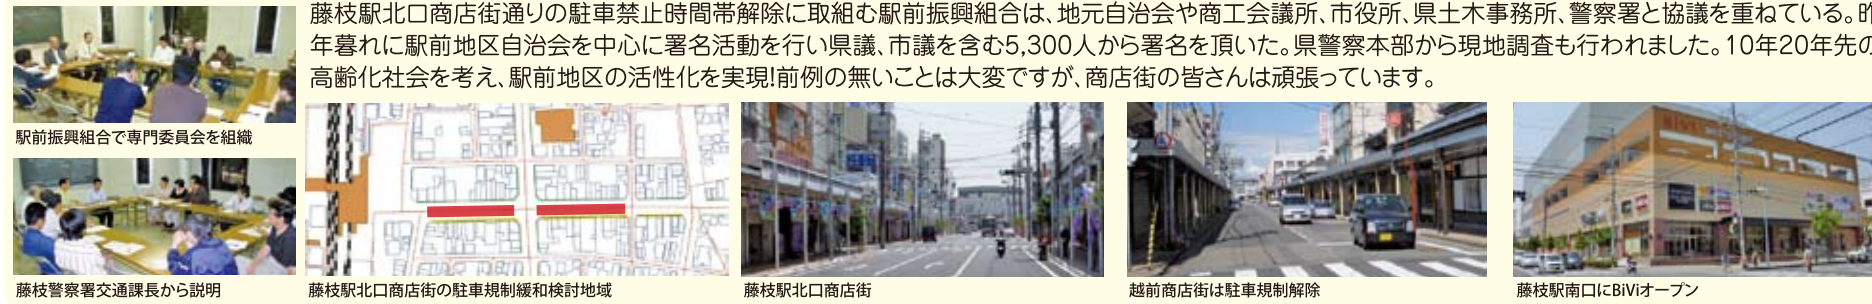 藤枝駅北口商店街通りの駐車禁止時間帯解除に取組む駅前振興組合は、地元自治会や商工会議所、市役所、県土木事務所、警察署と協議を重ねている。昨
年暮れに駅前地区自治会を中心に署名活動を行い県議、市議を含む5,300人から署名を頂いた。県警察本部から現地調査も行われました。10年20年先の
高齢化社会を考え、駅前地区の活性化を実現!前例の無いことは大変ですが、商店街の皆さんは頑張っています。
駅前振興組合で専門委員会を組織
藤枝警察署交通課長から説明
藤枝駅北口商店街の駐車規制緩和検討地域
藤枝駅北口商店街
越前商店街は駐車規制解除
BiVi
藤枝駅南口にBiViオープン